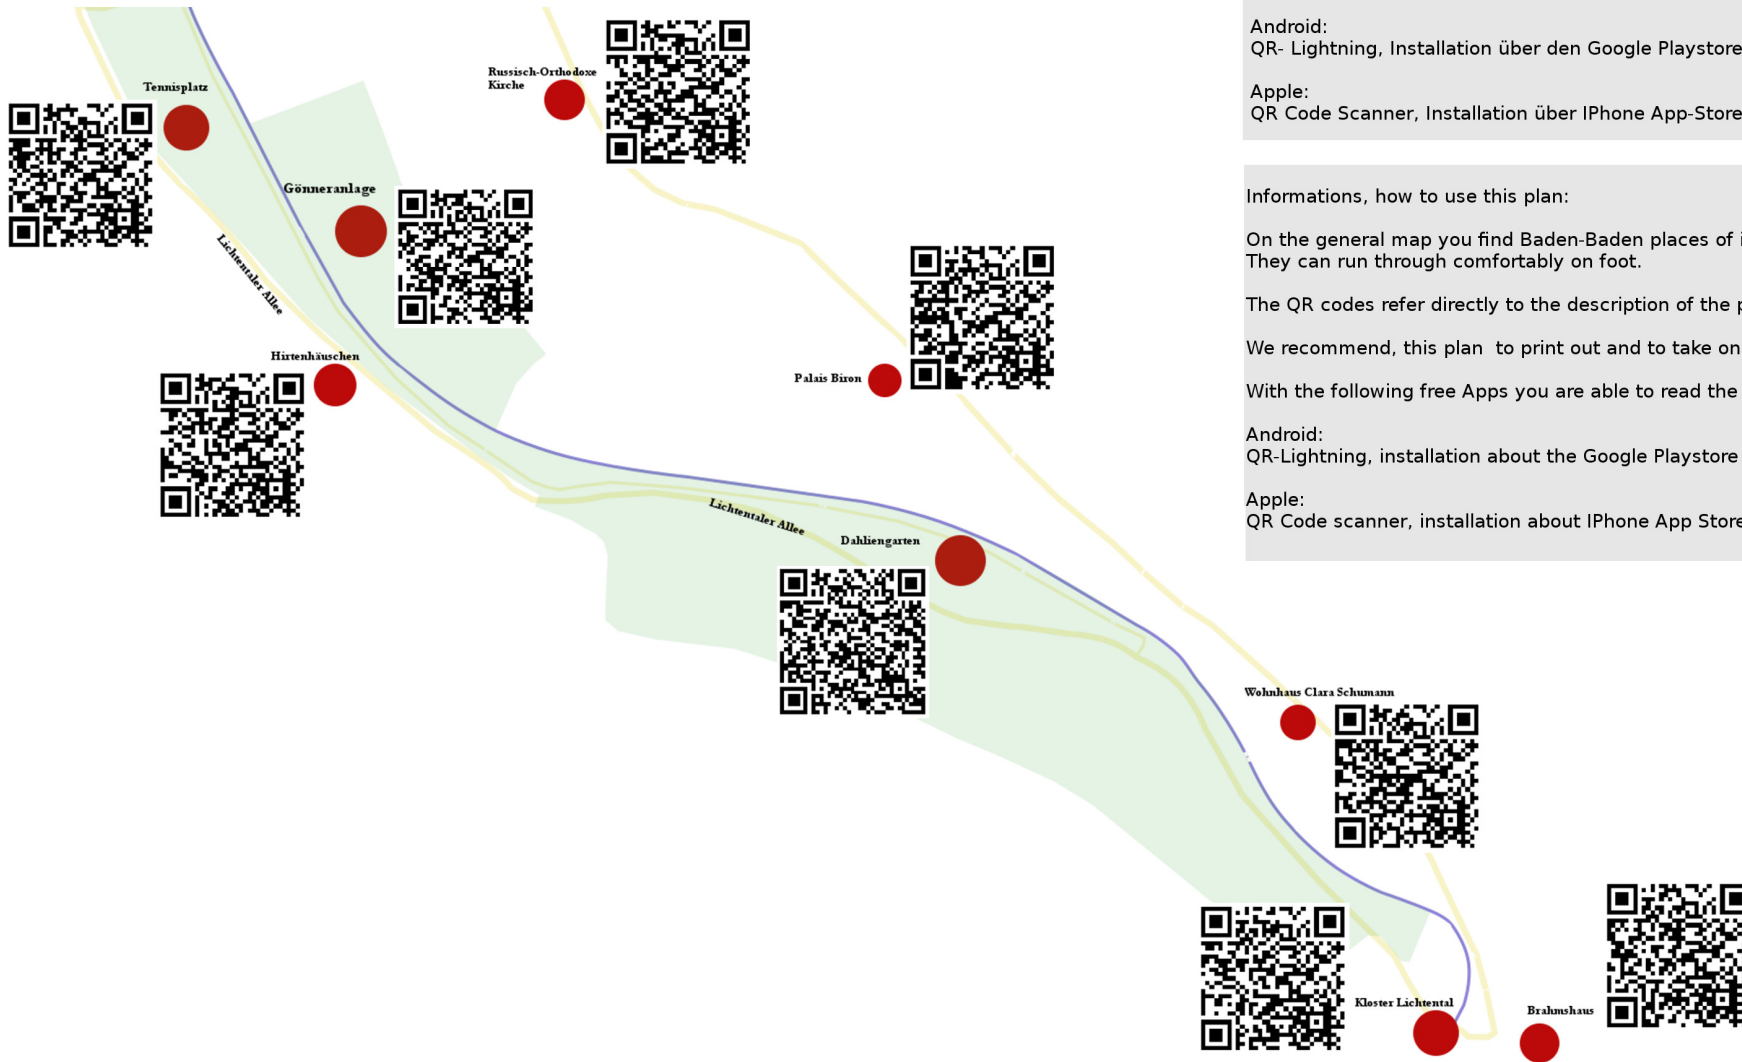 Android:
QR- Lightning, Installation über den Google Playstore
Apple:
QR Code Scanner, Installation über IPhone App-Store
Informations, how to use this plan:
On the general map you find Baden-Baden places of
They can run through comfortably on foot.
The QR codes refer directly to the description of the
We recommend, this plan  to print out and to take on
With the following free Apps you are able to read the
Android:
QR-Lightning, installation about the Google Playstore
Apple:
QR Code scanner, installation about IPhone App Store
Russisch-Orthodoxe
Kirche
Tennisplatz
Gönneranlage
Lichtentaler Allee
Hirtenhäuschen
Palais Biron
Lichtentaler Allee
Dahliengarten
Wohnhaus Clara Schumann
Kloster Lichtental
Brahmshaus